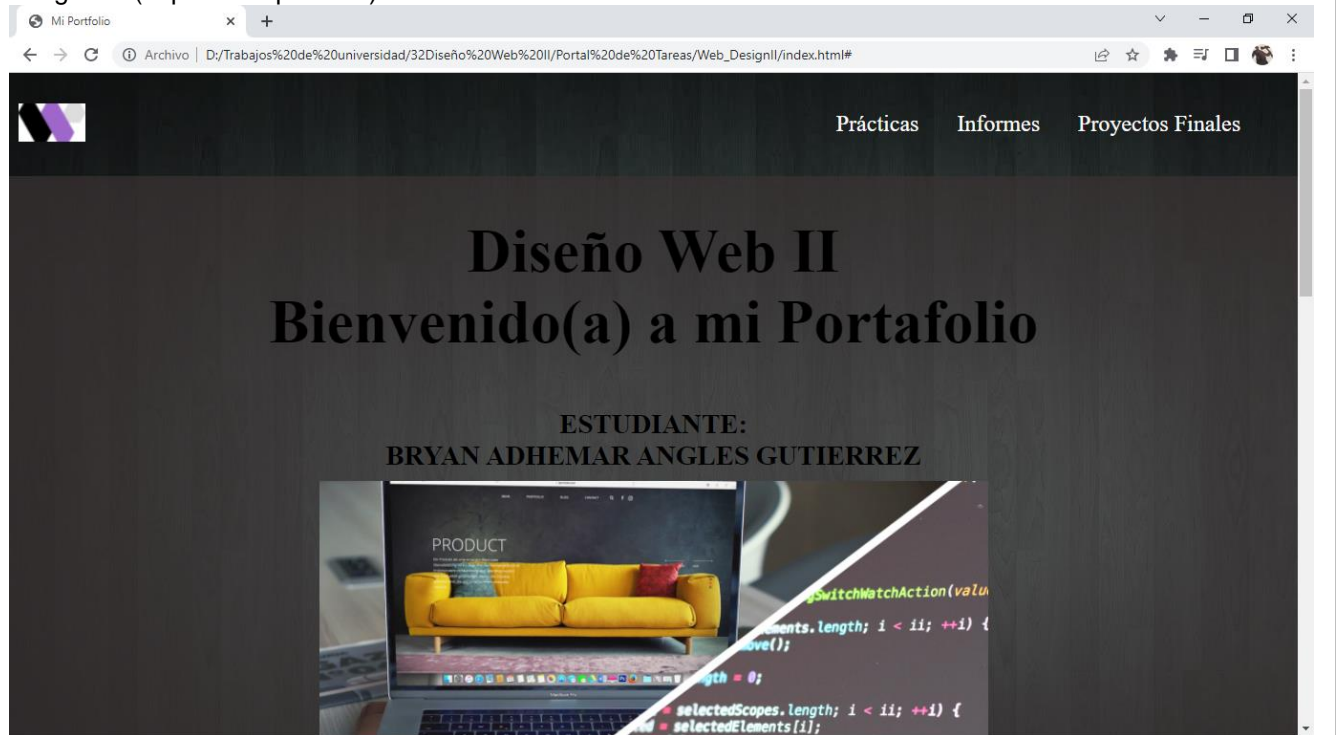 Mi Portfolio
Archivo | D:/Trabajos%20de%20universidad/32Diseño%20Web%20II/Portal%20de%20Tareas/Web_DesignII/index.html#
Prácticas Informes Proyectos Finales
Diseño Web II
Bienvenido(a) a mi Portafolio
ESTUDIANTE:
BRYAN ADHEMAR ANGLES GUTIERREZ
PRODUCT
SwitchWatchAction(valu
ents.length; i < ii; ++i) {
ove();
gth = 0;
= selectedScopes.length; i < ii; ++i) {
= selectedElements[i];